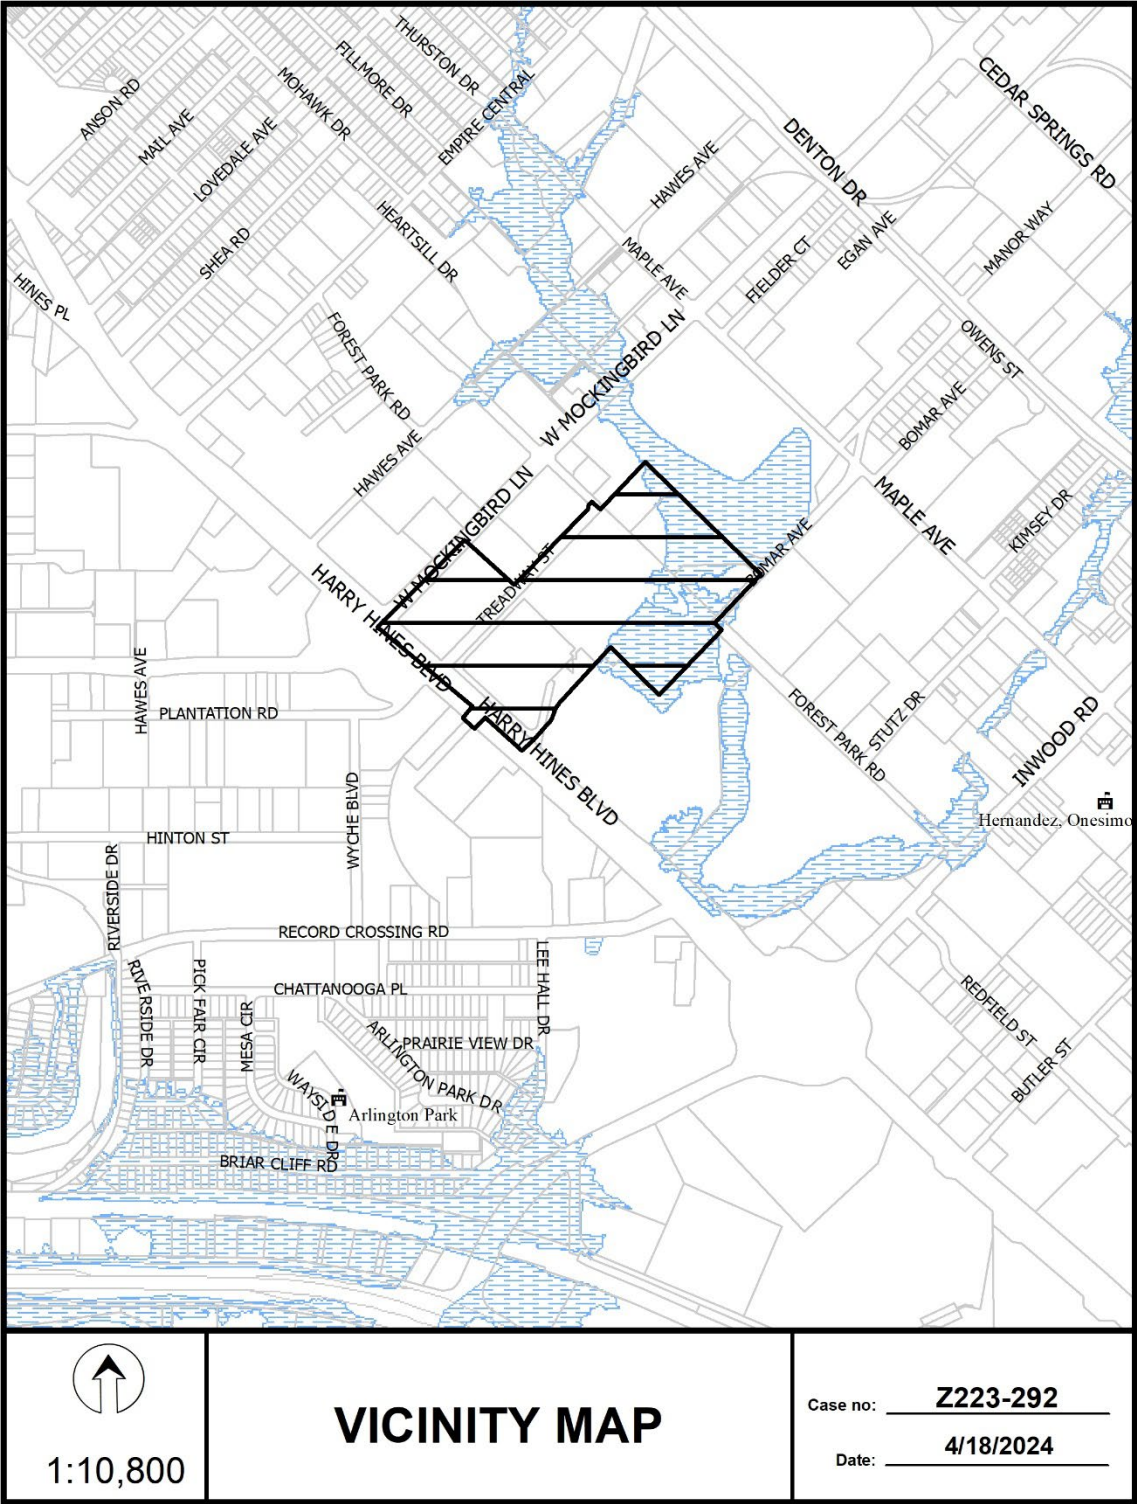 THURSTON DR
FILLMORE DR
CEDAR SPRINGS RD
MOHAWK DR
ANSON RD
EMPIRE CENTRAL
MAIL AVE
LOVEDALE AVE
DENTON DR
HAWES AVE
HEARTSILL DR
SHEA RD
EGAN AVE
MANOR WAY
MAPLE AVE
FIELDER CT
HINES PL
FOREST PARK RD
W MOCKINGBIRD LN
OWENS ST
BOMAR AVE
HAWES AVE
W MOCKINGBIRD LN
MAPLE AVE
KIMSEY DR
BOMAR AVE
TREADWAY ST
HARRY HINES BLVD
HAWES AVE
PLANTATION RD
HARRY HINES BLVD
FOREST PARK RD
STUTZ DR
INWOOD RD
WYCHE BLVD
Hernandez, Onesimo
HINTON ST
RIVERSIDE DR
RECORD CROSSING RD
RIVERSIDE DR
PICK FAIR CIR
CHATTANOOGA PL
LEE HALL DR
MESA CIR
REDFIELD ST
ARLINGTON PARK DR
PRAIRIE VIEW DR
BUTLER ST
WAYSIDE DR
Arlington Park
BRIAR CLIFF RD
1:10,800
VICINITY MAP
Case no: Z223-292
Date: 4/18/2024